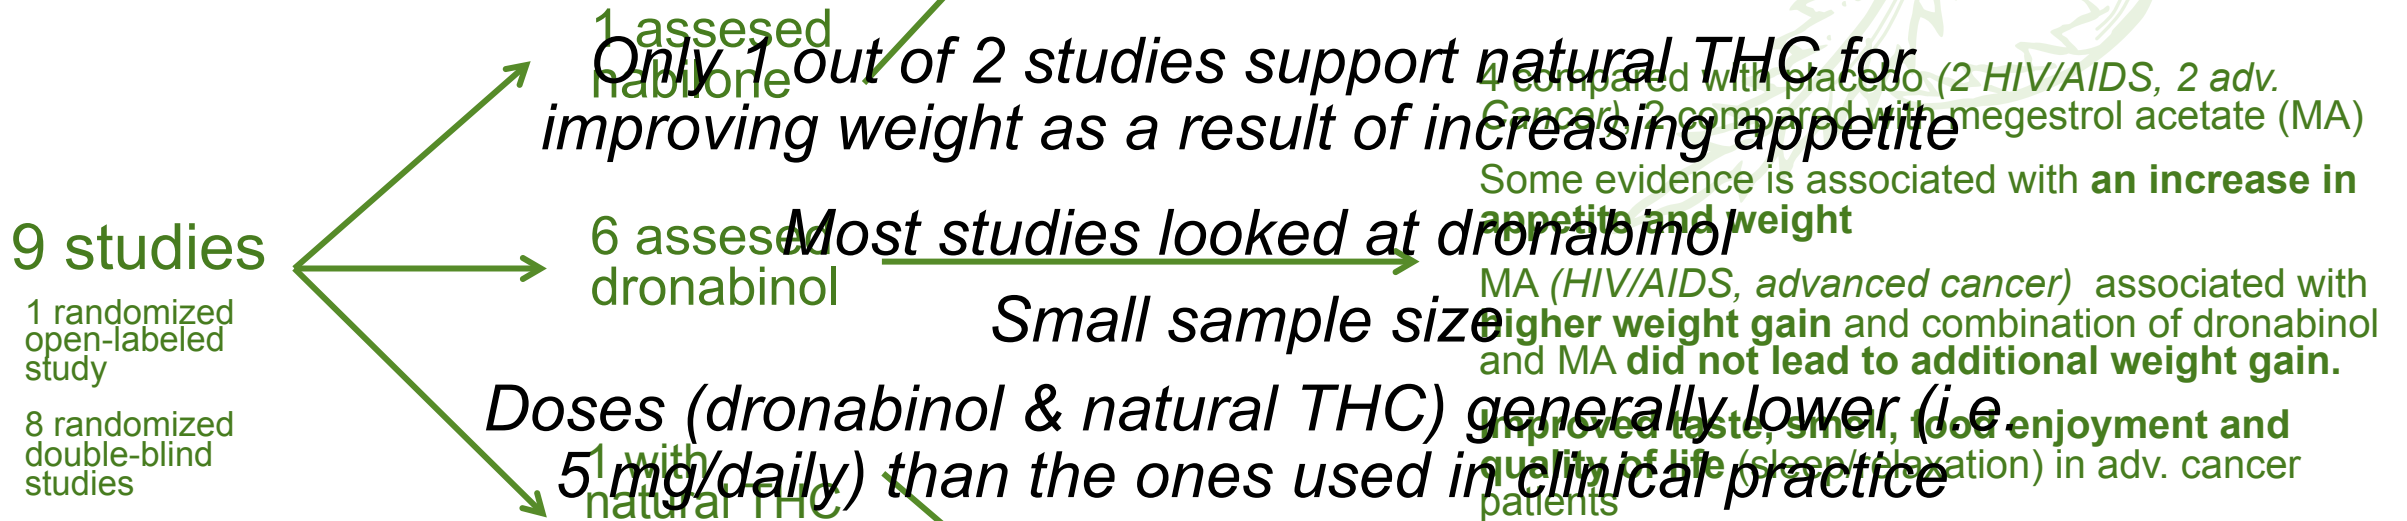 9 studies
1 randomized
open-labeled
study
8 randomized
double-blind
studies
1 assesed
nabilone
6 assesed
dronabinol
1 with
natural THC
4 compared with placebo (2 HIV/AIDS, 2 adv.
Cancer), 2 compared with megestrol acetate (MA)
Some evidence is associated with an increase in
appetite and weight
MA (HIV/AIDS, advanced cancer) associated with
higher weight gain and combination of dronabinol
and MA did not lead to additional weight gain.
Improved taste, smell, food enjoyment and
quality of life (sleep/relaxation) in adv. cancer
patients
Only 1 out of 2 studies support natural THC for
improving weight as a result of increasing appetite
Most studies looked at dronabinol
Small sample size
Doses (dronabinol & natural THC) generally lower (i.e.
5 mg/daily) than the ones used in clinical practice